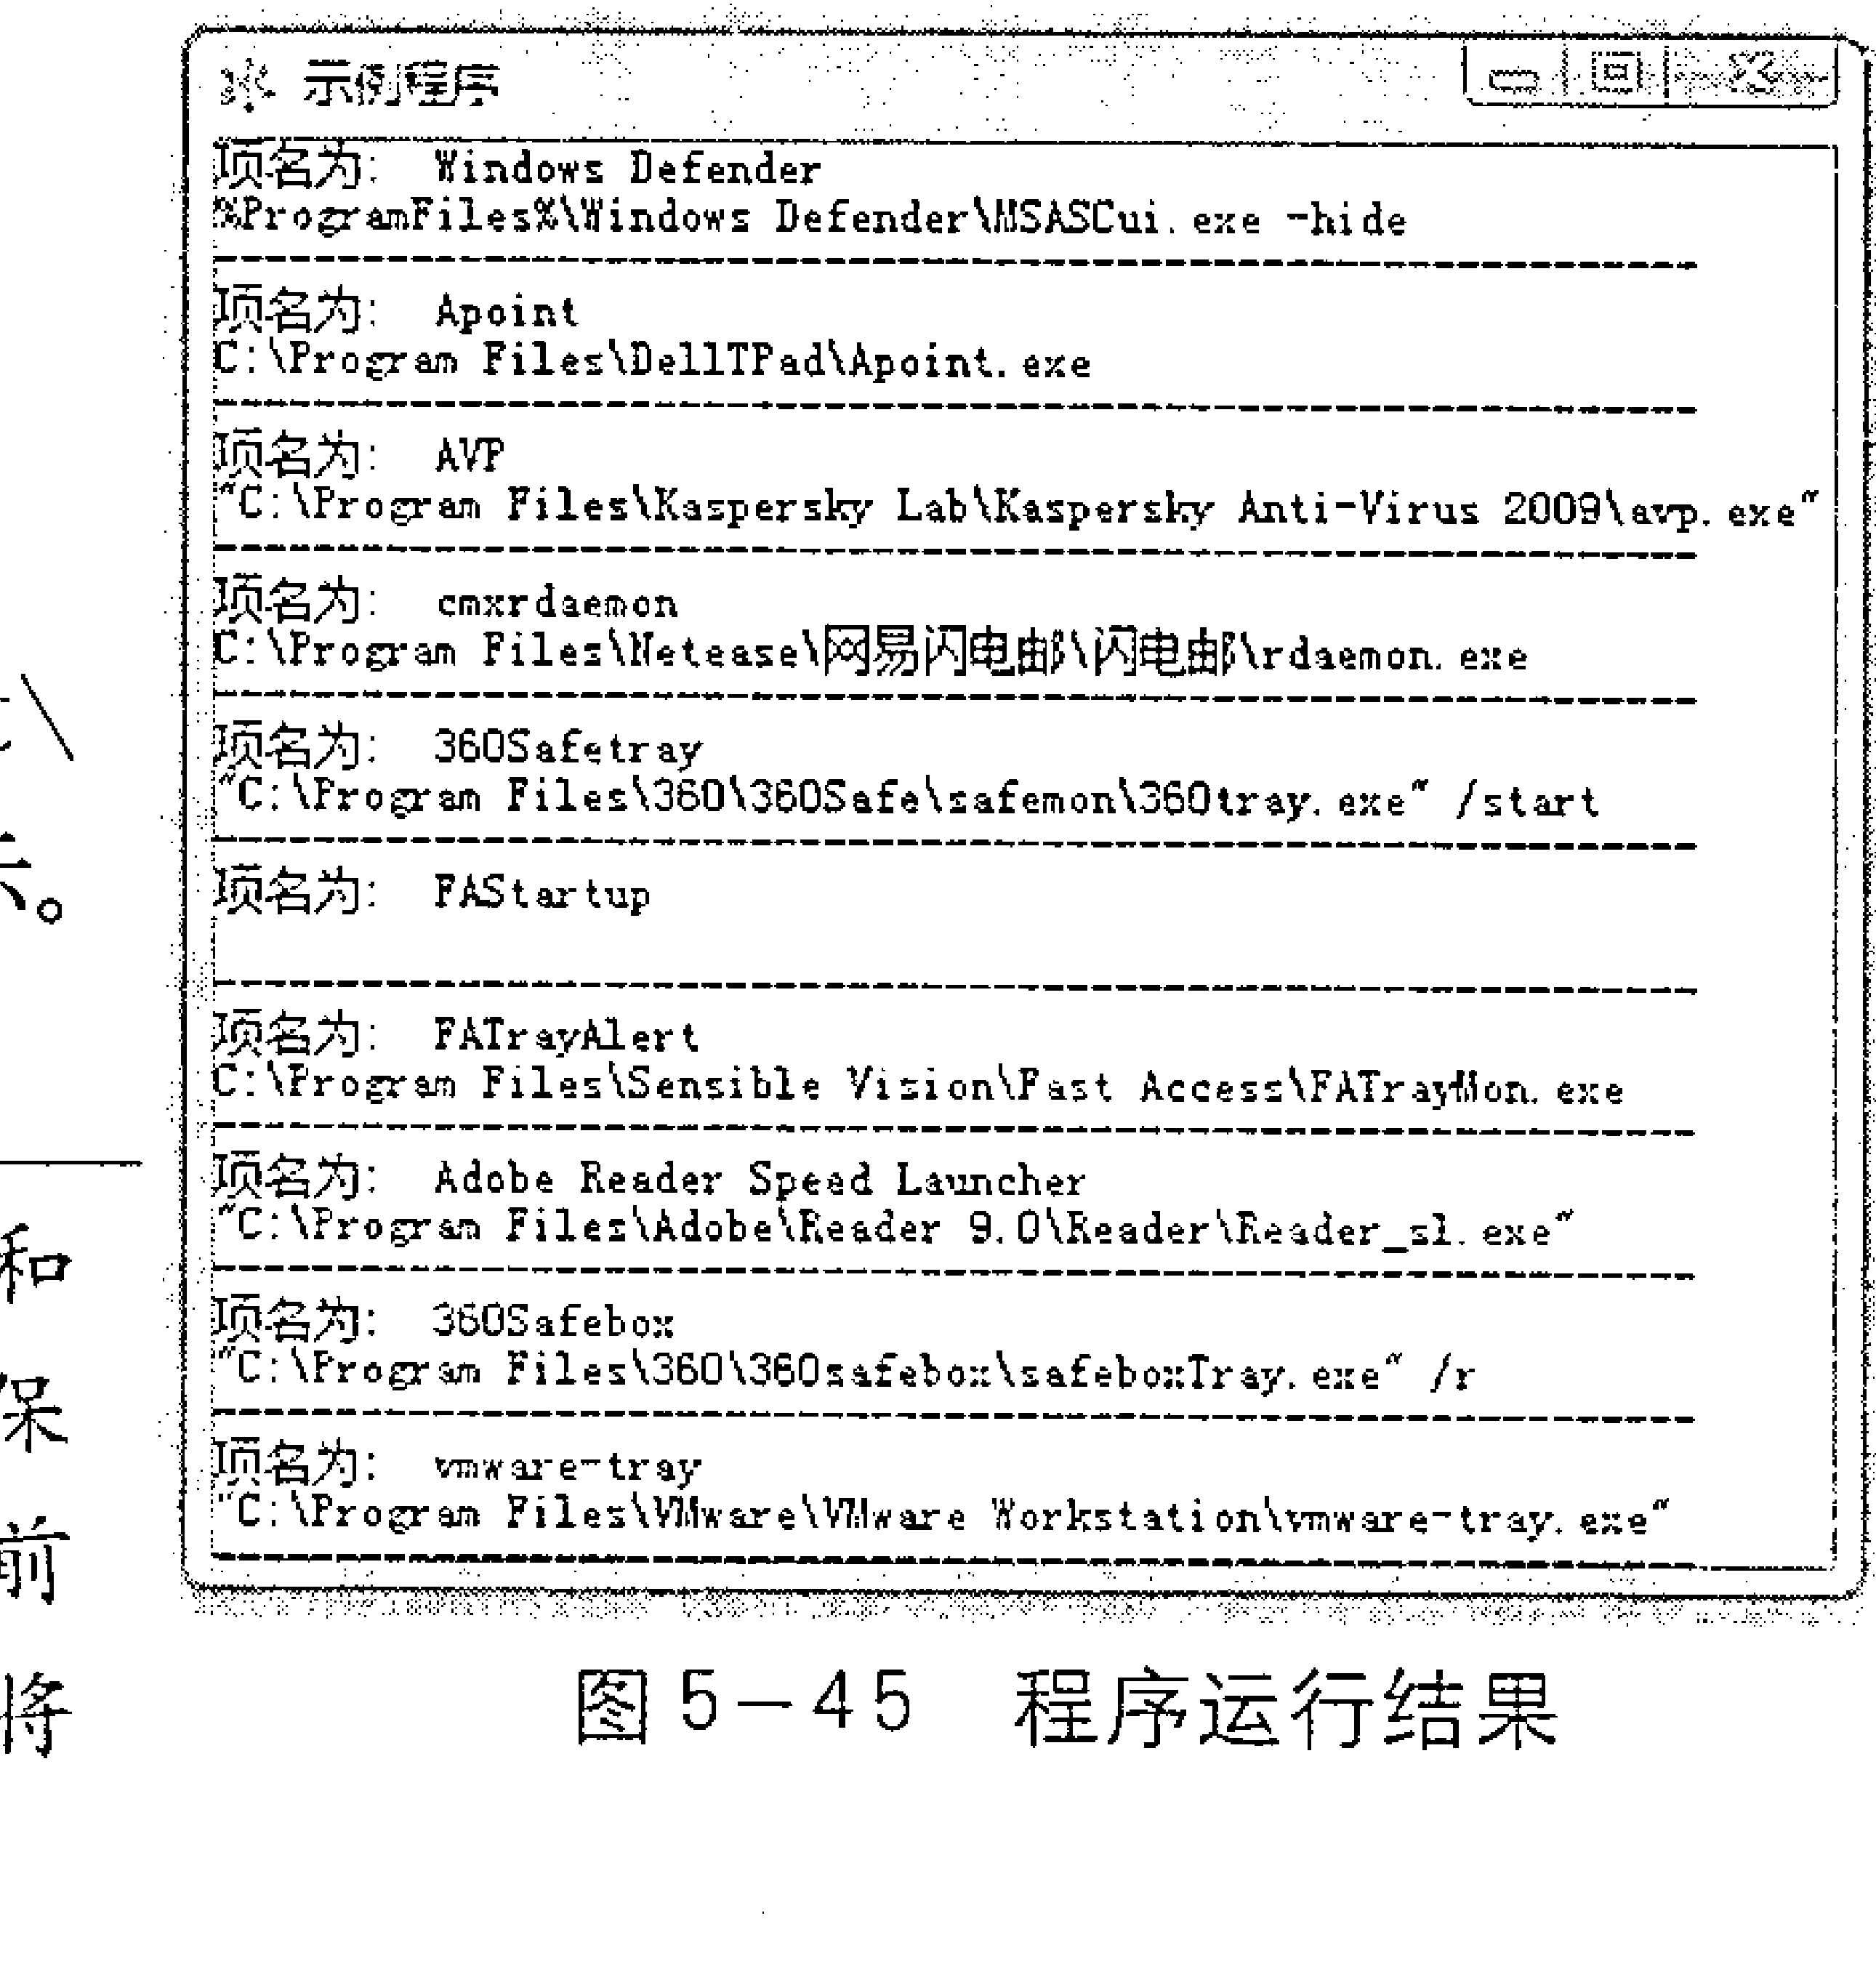 示例程序
项名为: Windows Defender
%ProgramFiles%\Windows Defender\MSASCui.exe -hide
--------------------------------------------------------------
项名为: Apoint
C:\Program Files\DellTPad\Apoint.exe
--------------------------------------------------------------
项名为: AVP
"C:\Program Files\Kaspersky Lab\Kaspersky Anti-Virus 2009\avp.exe"
--------------------------------------------------------------
项名为: cmxrdaemon
C:\Program Files\Netease\网易闪电邮\闪电邮\rdaemon.exe
--------------------------------------------------------------
项名为: 360Safetray
"C:\Program Files\360\360Safe\safemon\360tray.exe" /start
--------------------------------------------------------------
项名为: FAStartup
--------------------------------------------------------------
项名为: FATrayAlert
C:\Program Files\Sensible Vision\Fast Access\FATrayMon.exe
--------------------------------------------------------------
项名为: Adobe Reader Speed Launcher
"C:\Program Files\Adobe\Reader 9.0\Reader\Reader_sl.exe"
--------------------------------------------------------------
项名为: 360Safebox
"C:\Program Files\360\360safebox\safeboxTray.exe" /r
--------------------------------------------------------------
项名为: vmware-tray
"C:\Program Files\VMware\VMware Workstation\vmware-tray.exe"
--------------------------------------------------------------
图 5-45 程序运行结果
\
。
和
保
前
将